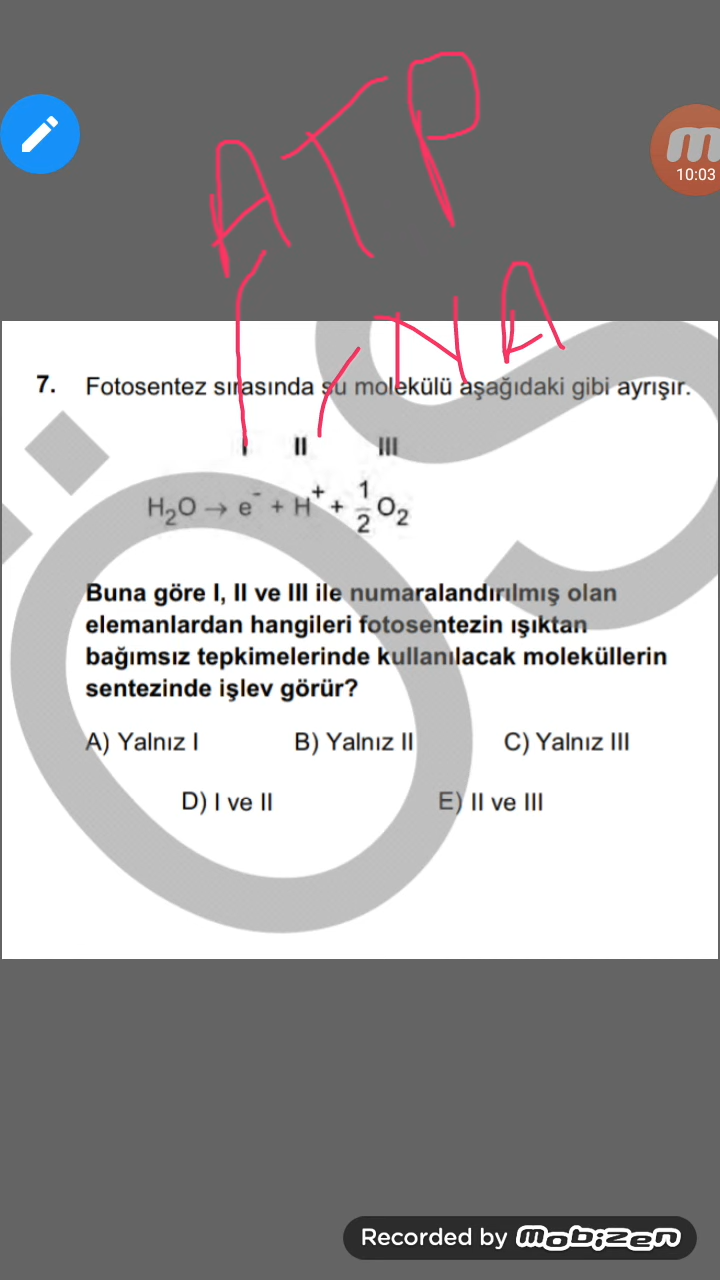 ATP
10:03
NA
7. Fotosentez sırasında su molekülü aşağıdaki gibi ayrışır.
I II III
H₂O → e⁻ + H⁺ + 1/2 O₂
Buna göre I, II ve III ile numaralandırılmış olan
elemanlardan hangileri fotosentezin ışıktan
bağımsız tepkimelerinde kullanılacak moleküllerin
sentezinde işlev görür?
A) Yalnız I B) Yalnız II C) Yalnız III
D) I ve II E) II ve III
Recorded by mobizen